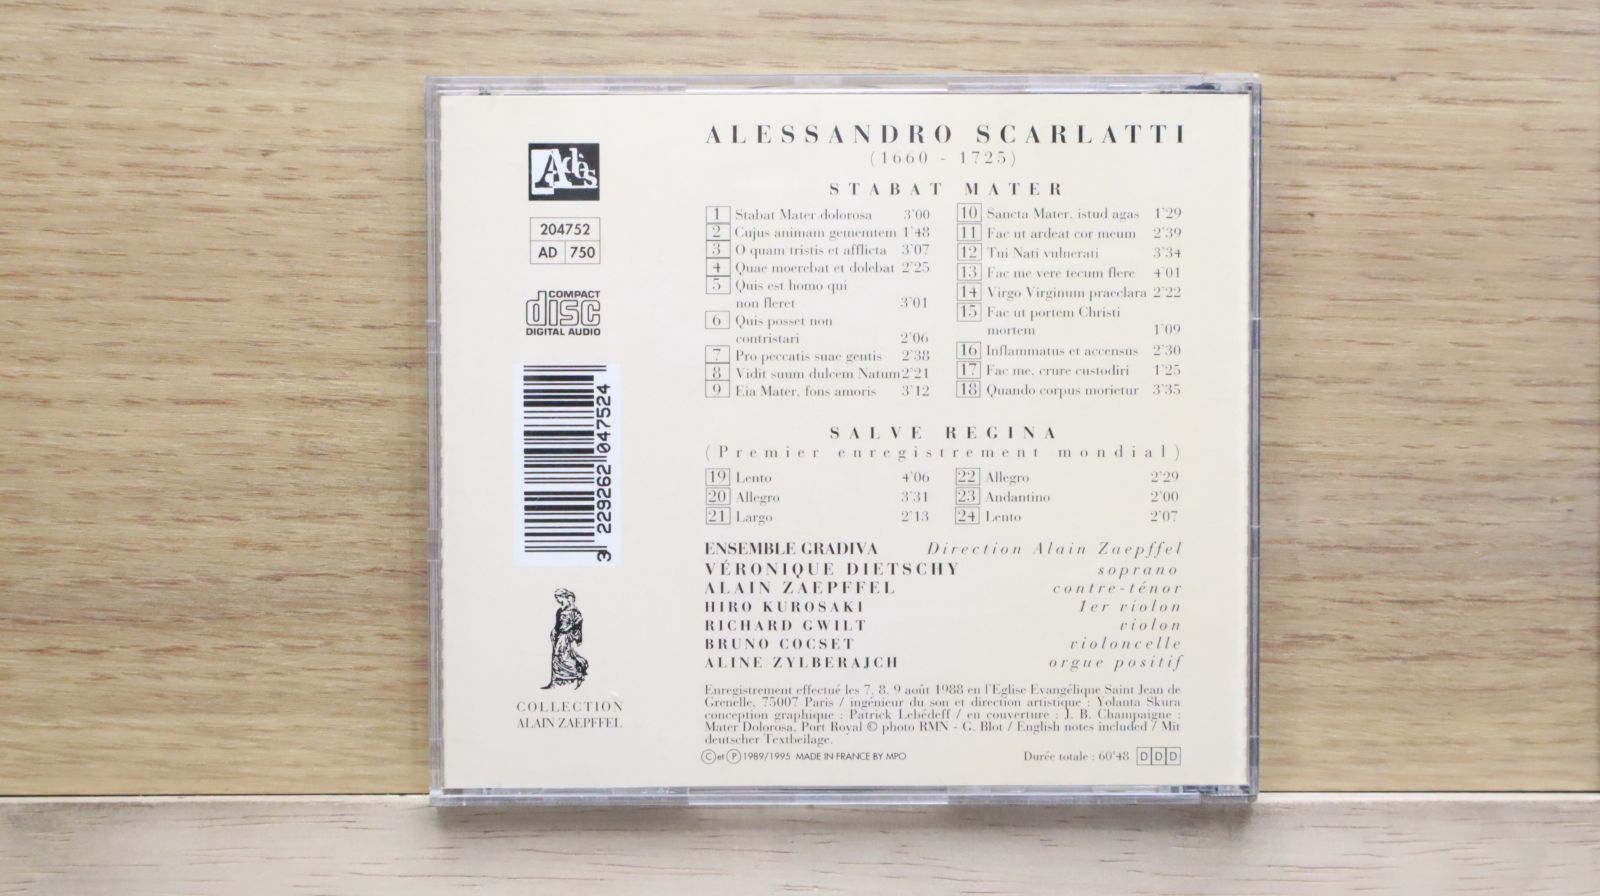 Adès
204752
AD 750
COMPACT
disc
DIGITAL AUDIO
3 229262 047524
COLLECTION
ALAIN ZAEPFFEL
ALESSANDRO SCARLATTI
(1660 - 1725)
STABAT MATER
1 Stabat Mater dolorosa 3'00
2 Cujus animam gementem 1'48
3 O quam tristis et afflicta 3'07
4 Quae moerebat et dolebat 2'25
5 Quis est homo qui
non fleret 3'01
6 Quis posset non
contristari 2'06
7 Pro peccatis suae gentis 2'38
8 Vidit suum dulcem Natum 2'21
9 Eia Mater, fons amoris 3'12
10 Sancta Mater, istud agas 1'29
11 Fac ut ardeat cor meum 2'39
12 Tui Nati vulnerati 3'34
13 Fac me vere tecum flere 4'01
14 Virgo Virginum praeclara 2'22
15 Fac ut portem Christi
mortem 1'09
16 Inflammatus et accensus 2'30
17 Fac me, crure custodiri 1'25
18 Quando corpus morietur 3'35
SALVE REGINA
(Premier enregistrement mondial)
19 Lento 4'06
20 Allegro 3'31
21 Largo 2'13
22 Allegro 2'29
23 Andantino 2'00
24 Lento 2'07
ENSEMBLE GRADIVA Direction Alain Zaepffel
VÉRONIQUE DIETSCHY soprano
ALAIN ZAEPFFEL contre-ténor
HIRO KUROSAKI 1er violon
RICHARD GWILT violon
BRUNO COCSET violoncelle
ALINE ZYLBERAJCH orgue positif
Enregistrement effectué les 7, 8, 9 août 1988 en l'Eglise Evangélique Saint Jean de
Grenelle, 75007 Paris / ingénieur du son et direction artistique : Yolanta Skura
conception graphique : Patrick Lebédeff / en couverture : J. B. Champaigne :
Mater Dolorosa, Port Royal © photo RMN - G. Blot / English notes included / Mit
deutscher Textbeilage.
© et ℗ 1989/1995 MADE IN FRANCE BY MPO Durée totale : 60'48 DDD